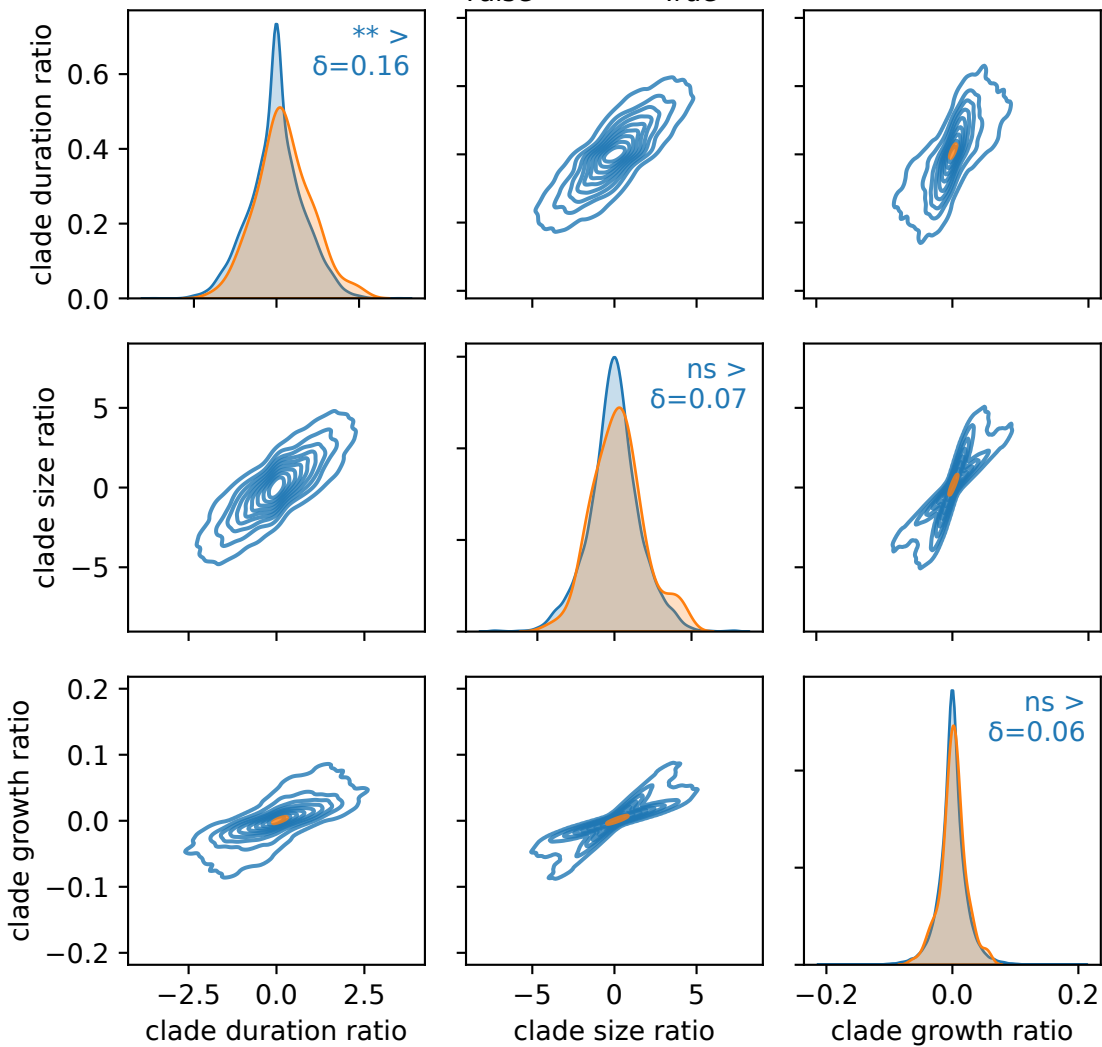 ** >
δ=0.16
clade duration ratio
0.6
0.4
0.2
0.0
ns >
δ=0.07
clade size ratio
5
0
−5
ns >
δ=0.06
clade growth ratio
0.2
0.1
0.0
−0.1
−0.2
−2.5 0.0 2.5
−5 0 5
−0.2 0.0 0.2
clade duration ratio
clade size ratio
clade growth ratio